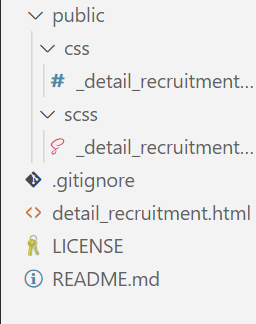 public
css
# _detail_recruitment...
scss
_detail_recruitment...
.gitignore
<> detail_recruitment.html
LICENSE
README.md